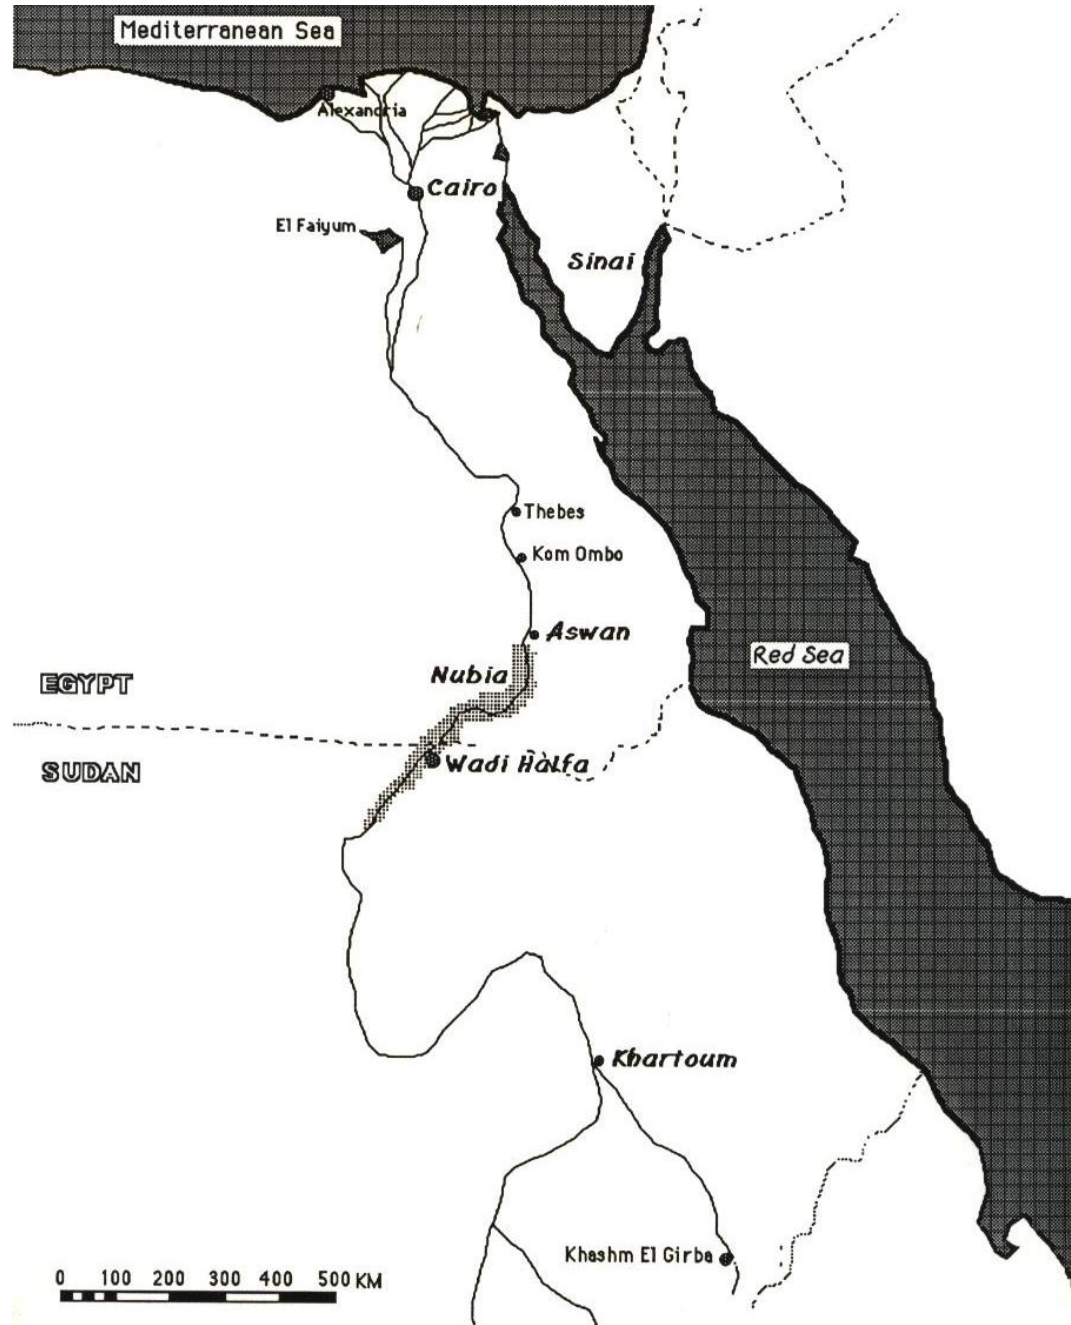 Mediterranean Sea
Alexandria
Cairo
El Faiyum
Sinai
Thebes
Kom Ombo
Aswan
Nubia
Red Sea
EGYPT
SUDAN
Wadi Halfa
Khartoum
Khashm El Girba
0 100 200 300 400 500 KM